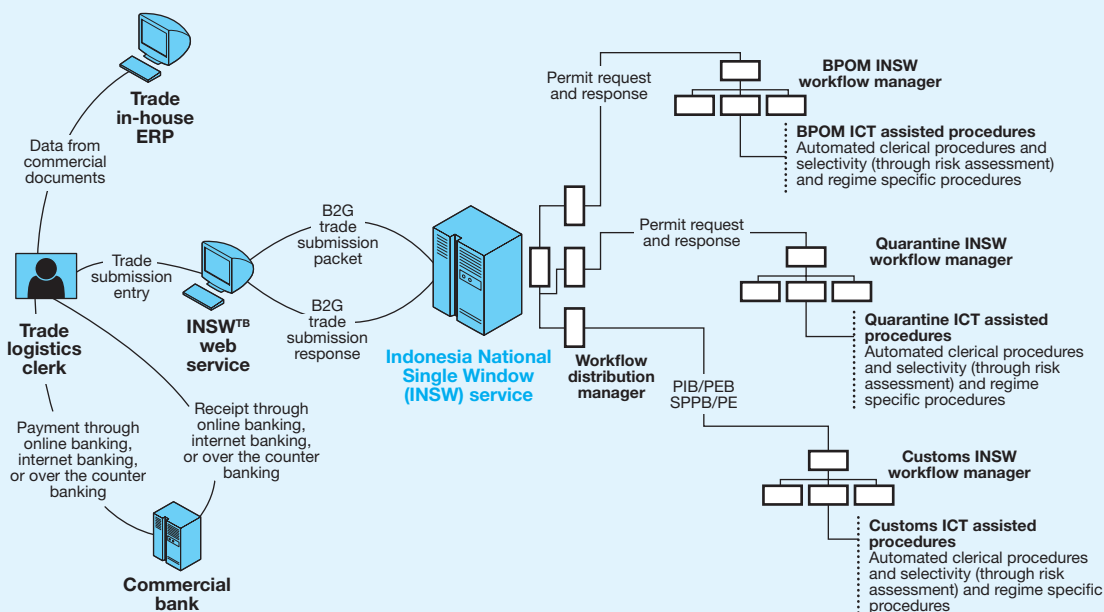 Trade
in-house
ERP
Data from
commercial
documents
Trade
submission
entry
Trade
logistics
clerk
INSWTB
web
service
B2G
trade
submission
packet
B2G
trade
submission
response
Indonesia National
Single Window
(INSW) service
Payment through
online banking,
internet banking,
or over the counter
banking
Receipt through
online banking,
internet banking,
or over the counter
banking
Commercial
bank
Workflow
distribution
manager
Permit request
and response
BPOM INSW
workflow manager
BPOM ICT assisted procedures
Automated clerical procedures and
selectivity (through risk assessment)
and regime specific procedures
Permit request
and response
Quarantine INSW
workflow manager
Quarantine ICT assisted
procedures
Automated clerical procedures
and selectivity (through risk
assessment) and regime
specific procedures
PIB/PEB
SPPB/PE
Customs INSW
workflow manager
Customs ICT assisted
procedures
Automated clerical procedures
and selectivity (through risk
assessment) and regime specific
procedures